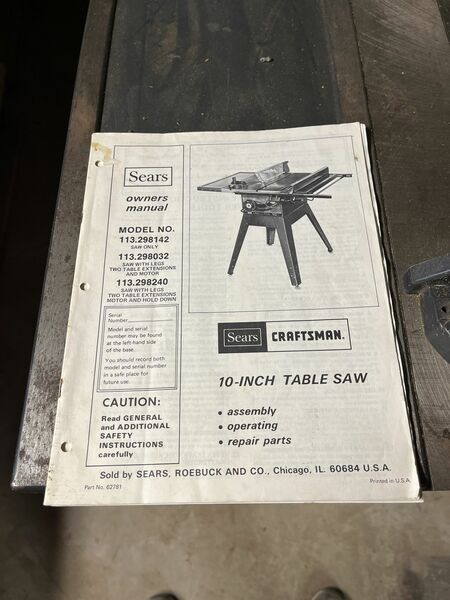 Sears
owners
manual
MODEL NO.
113.298142
SAW ONLY
113.298032
SAW WITH LEGS
TWO TABLE EXTENSIONS
AND MOTOR
113.298240
SAW WITH LEGS
TWO TABLE EXTENSIONS
MOTOR AND HOLD DOWN
Serial
Number
Model and serial
number may be found
at the left-hand side
of the base.
You should record both
model and serial number
in a safe place for
future use.
CAUTION:
Read GENERAL
and ADDITIONAL
SAFETY
INSTRUCTIONS
carefully
Sears CRAFTSMAN®
10-INCH TABLE SAW
• assembly
• operating
• repair parts
Sold by SEARS, ROEBUCK AND CO., Chicago, IL. 60684 U.S.A.
Part No. 62781
Printed in U.S.A.